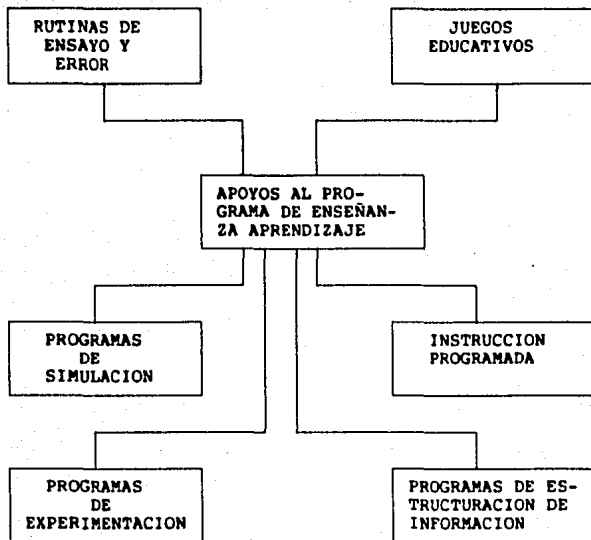 RUTINAS DE
ENSAYO Y
ERROR
JUEGOS
EDUCATIVOS
APOYOS AL PRO-
GRAMA DE ENSEÑAN-
ZA APRENDIZAJE
PROGRAMAS
DE
SIMULACION
INSTRUCCION
PROGRAMADA
PROGRAMAS
DE
EXPERIMENTACION
PROGRAMAS DE ES-
TRUCTURACION DE
INFORMACION